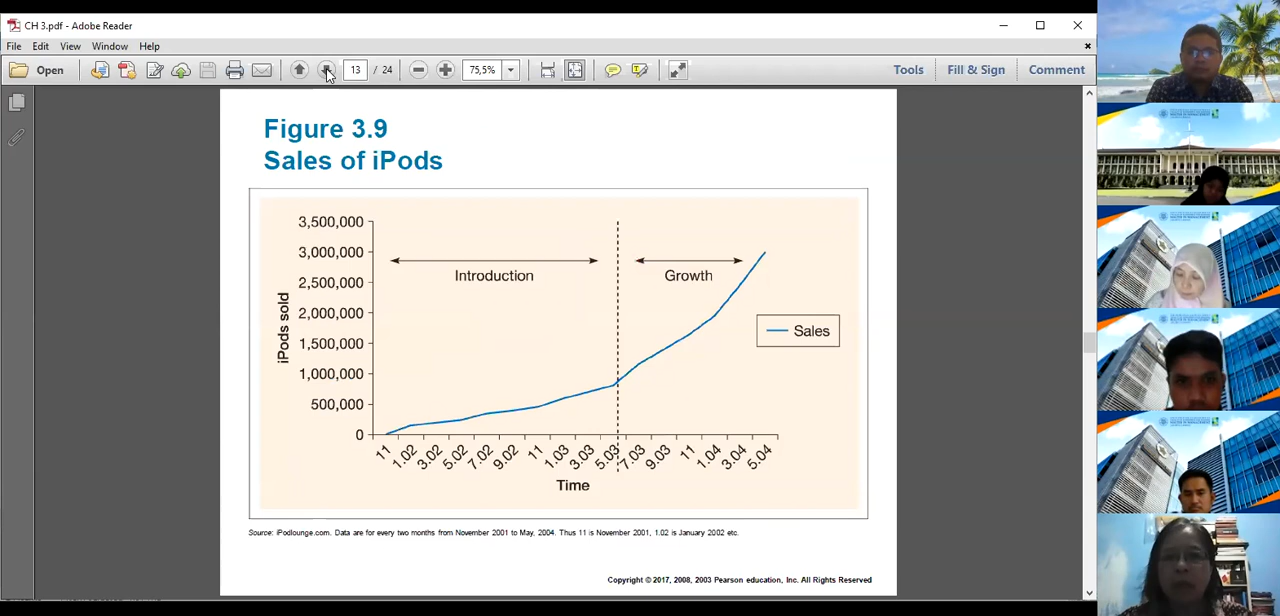 CH 3.pdf - Adobe Reader
File Edit View Window Help
Open 13 / 24 75,5% Tools Fill & Sign Comment
Figure 3.9
Sales of iPods
3,500,000
3,000,000
2,500,000
2,000,000
1,500,000
1,000,000
500,000
0
iPods sold
Introduction
Growth
Sales
11 1.02 3.02 5.02 7.02 9.02 11 1.03 3.03 5.03 7.03 9.03 11 1.04 3.04 5.04
Time
Source: iPodlounge.com. Data are for every two months from November 2001 to May, 2004. Thus 11 is November 2001, 1.02 is January 2002 etc.
Copyright © 2017, 2008, 2003 Pearson education, Inc. All Rights Reserved